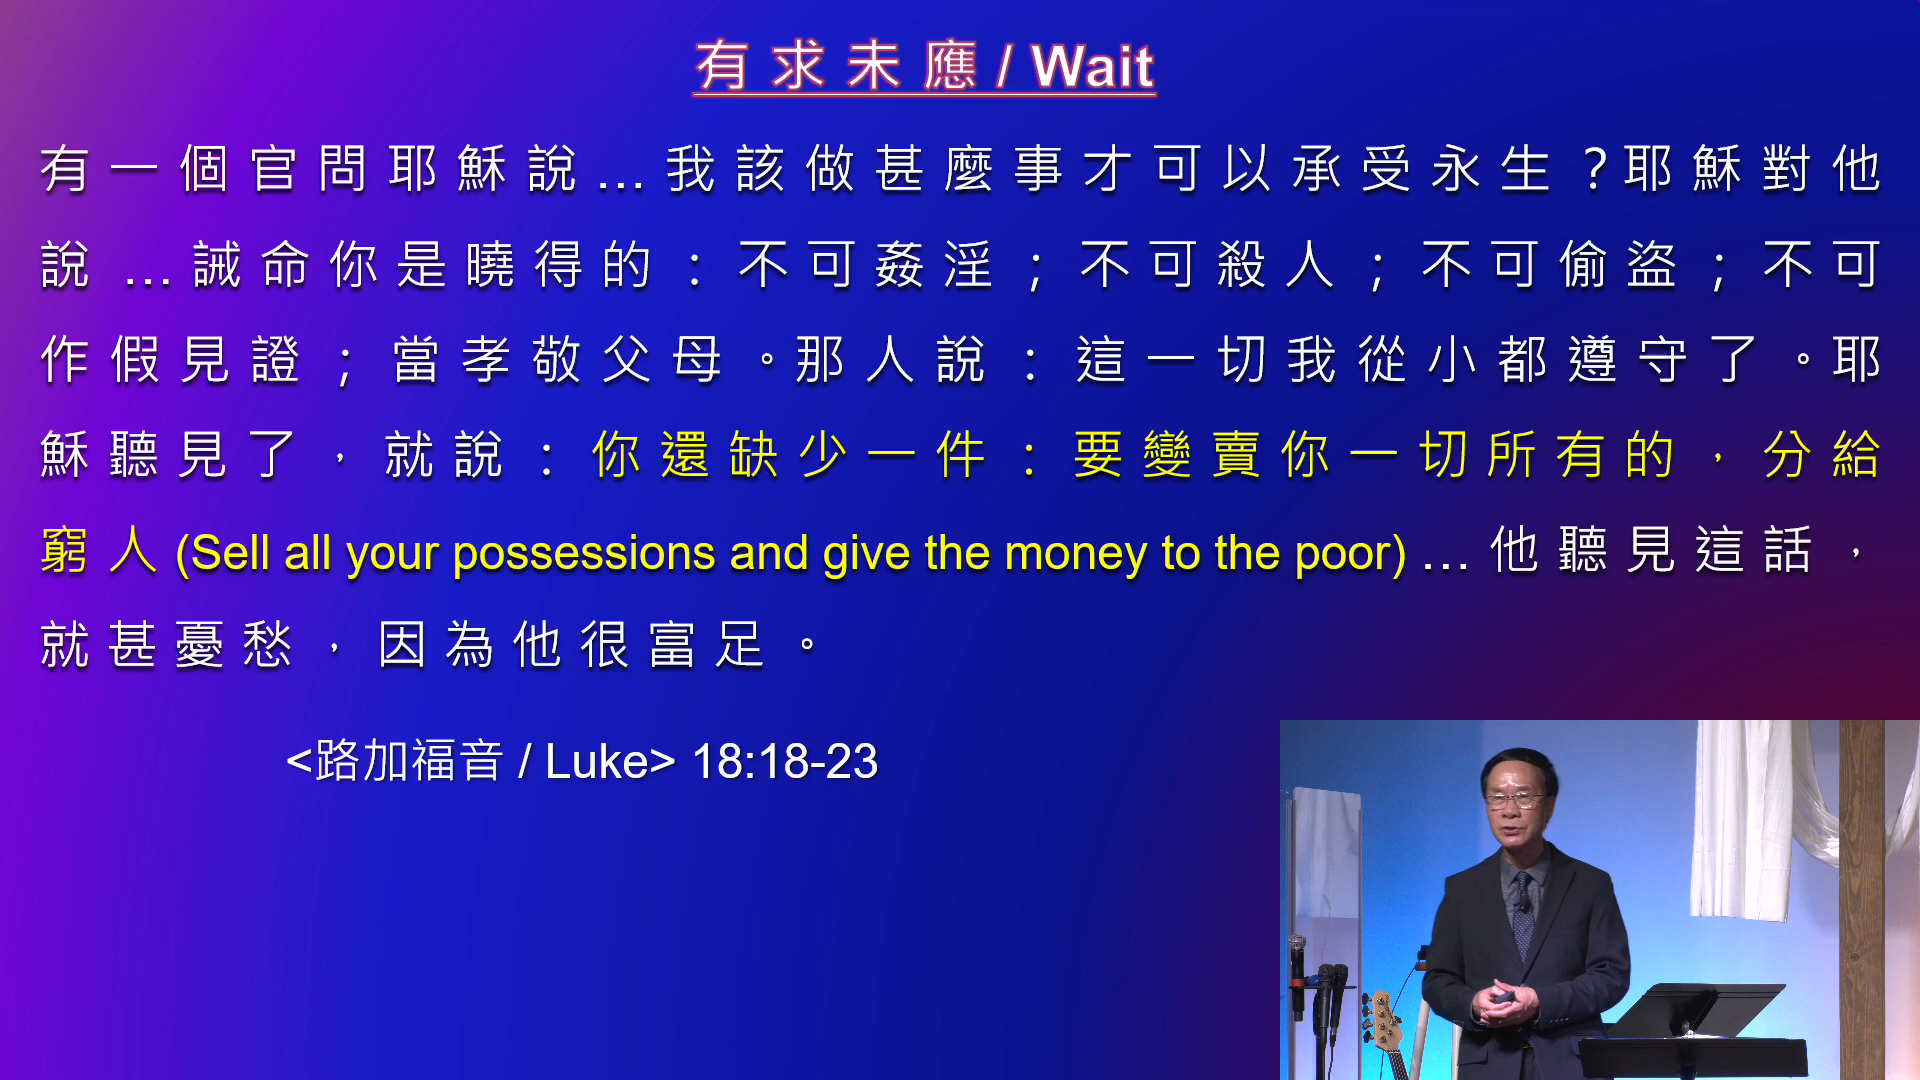 有求未應 / Wait
有一個官問耶穌說…我該做甚麼事才可以承受永生？耶穌對他
說 …誡命你是曉得的：不可姦淫；不可殺人；不可偷盜；不可
作假見證；當孝敬父母。那人說：這一切我從小都遵守了。耶
穌聽見了，就說：你還缺少一件：要變賣你一切所有的，分給
窮人(Sell all your possessions and give the money to the poor) …他聽見這話，
就甚憂愁，因為他很富足。
<路加福音 / Luke> 18:18-23